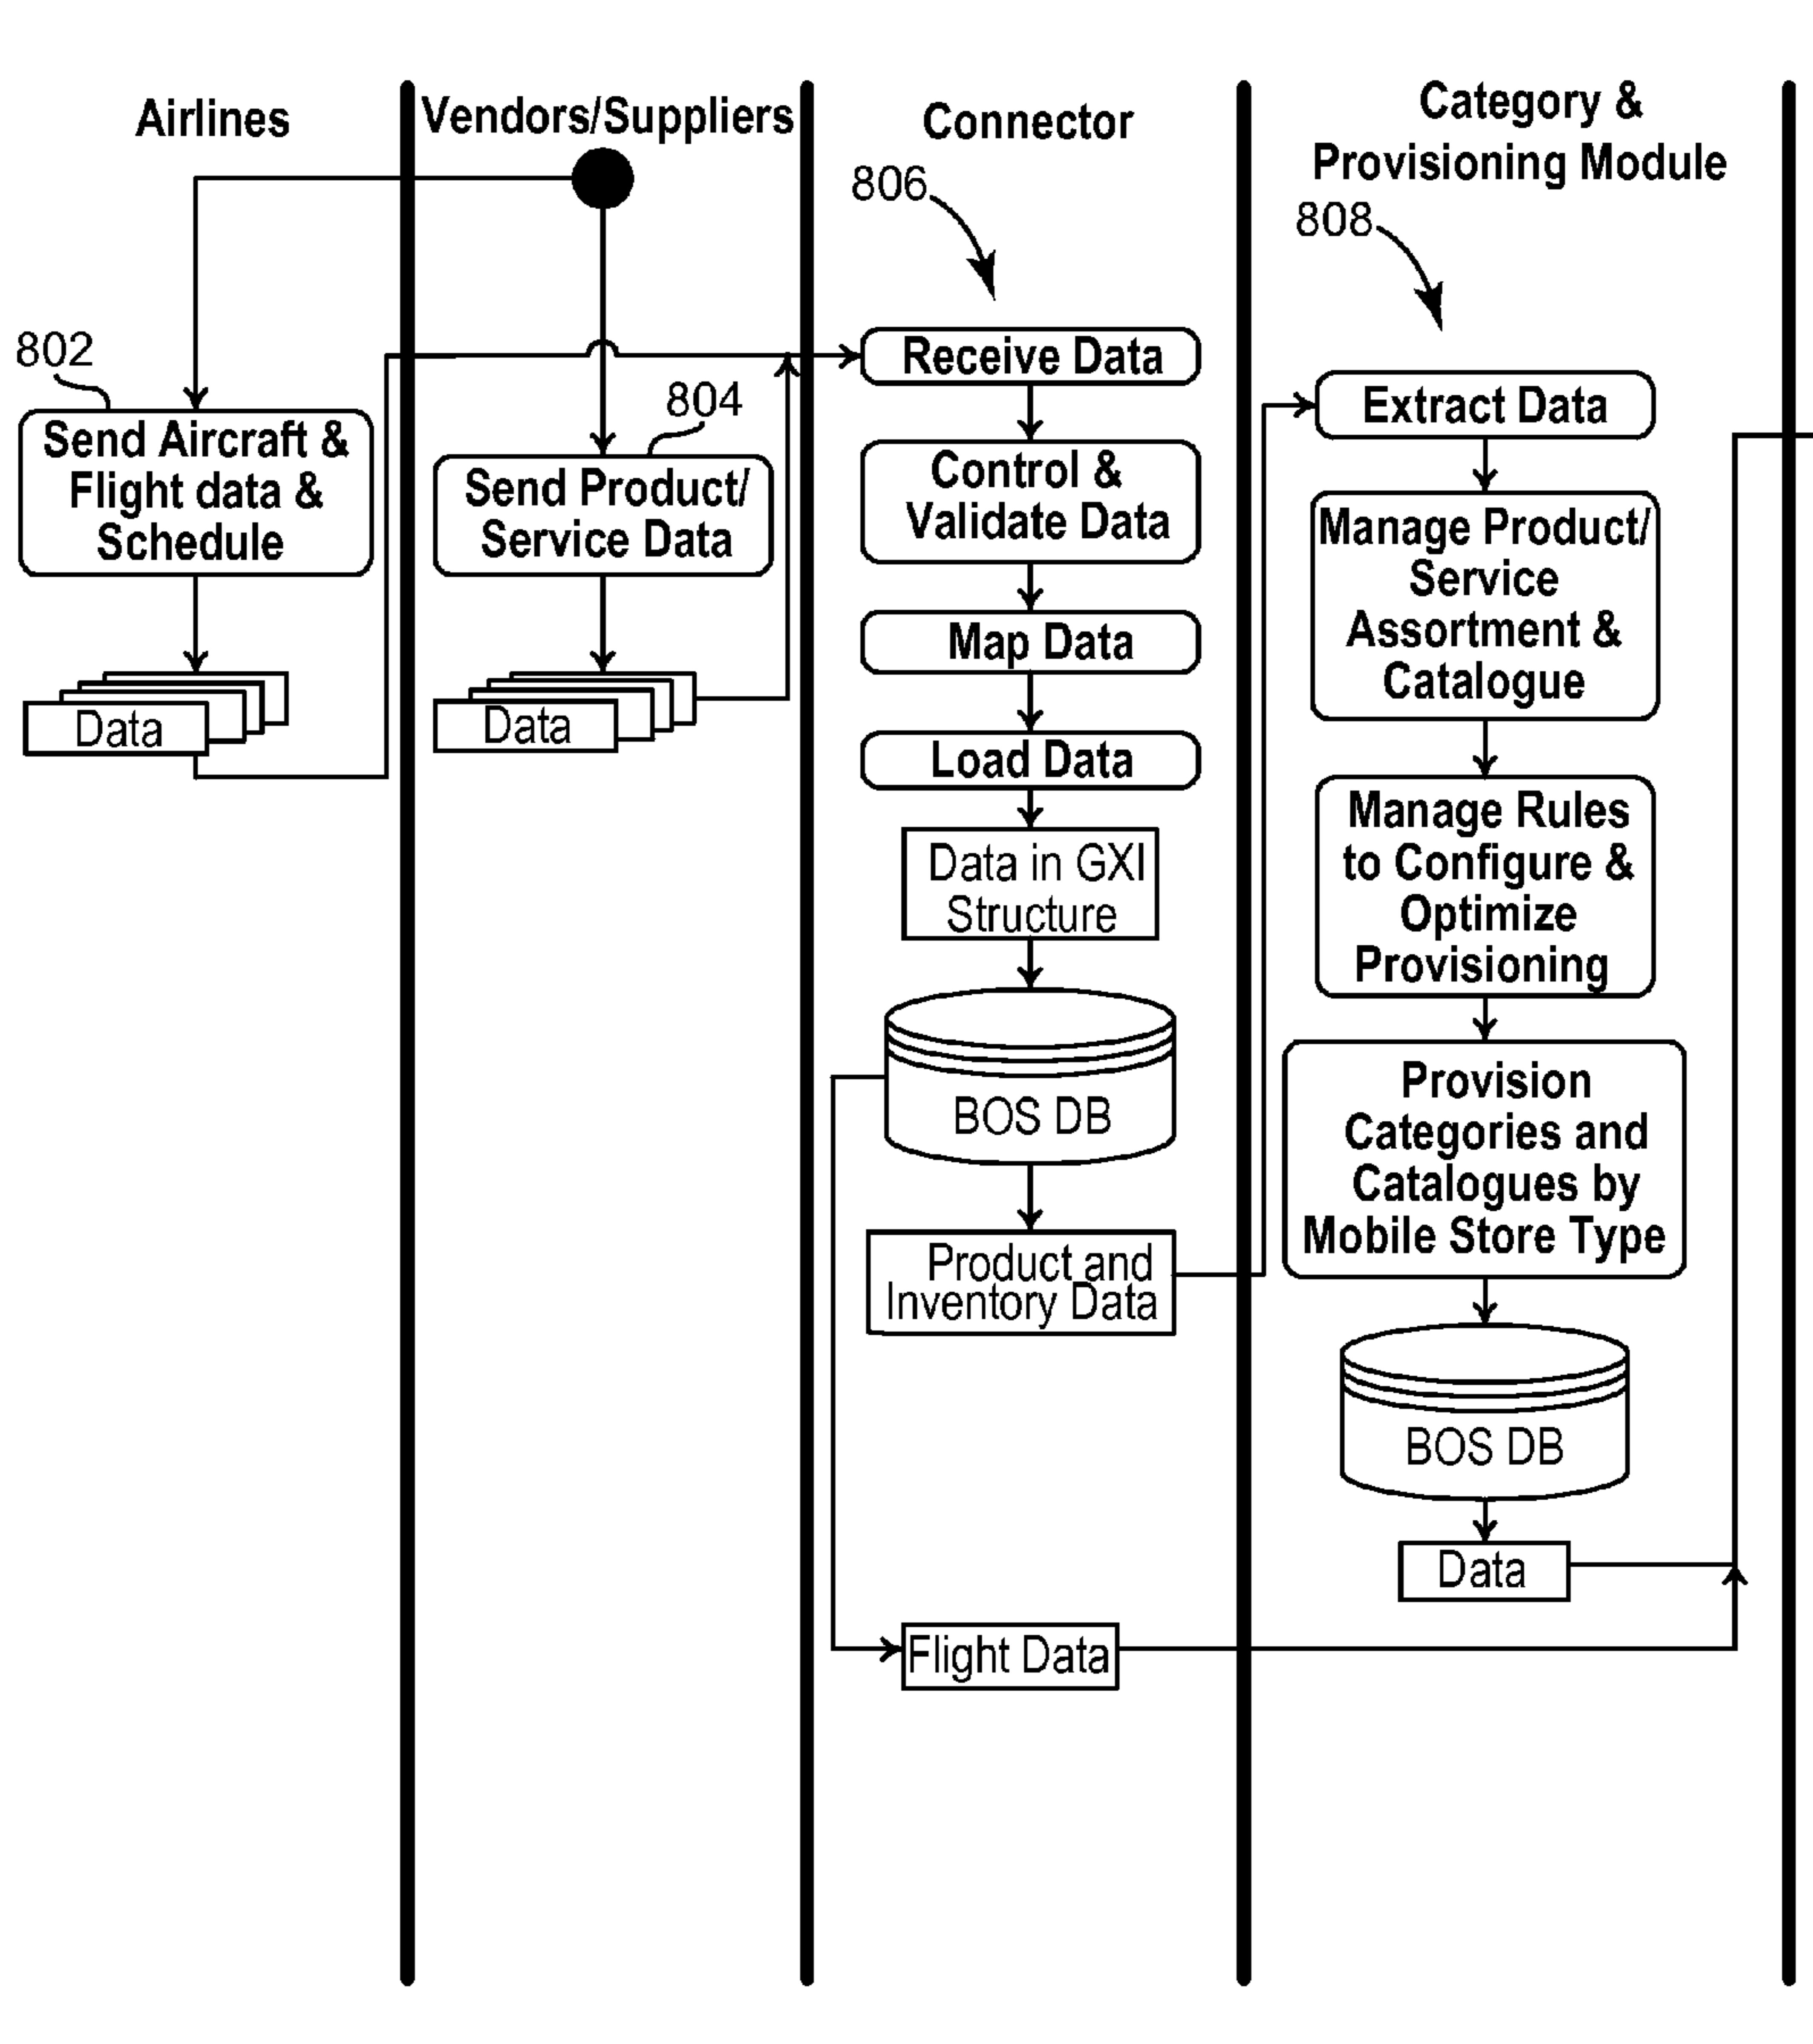 Airlines
802
Send Aircraft &
Flight data &
Schedule
Data
Vendors/Suppliers
804
Send Product/
Service Data
Data
Connector
806
Receive Data
Control &
Validate Data
Map Data
Load Data
Data in GXI
Structure
BOS DB
Product and
Inventory Data
Flight Data
Category &
Provisioning Module
808
Extract Data
Manage Product/
Service
Assortment &
Catalogue
Manage Rules
to Configure &
Optimize
Provisioning
Provision
Categories and
Catalogues by
Mobile Store Type
BOS DB
Data